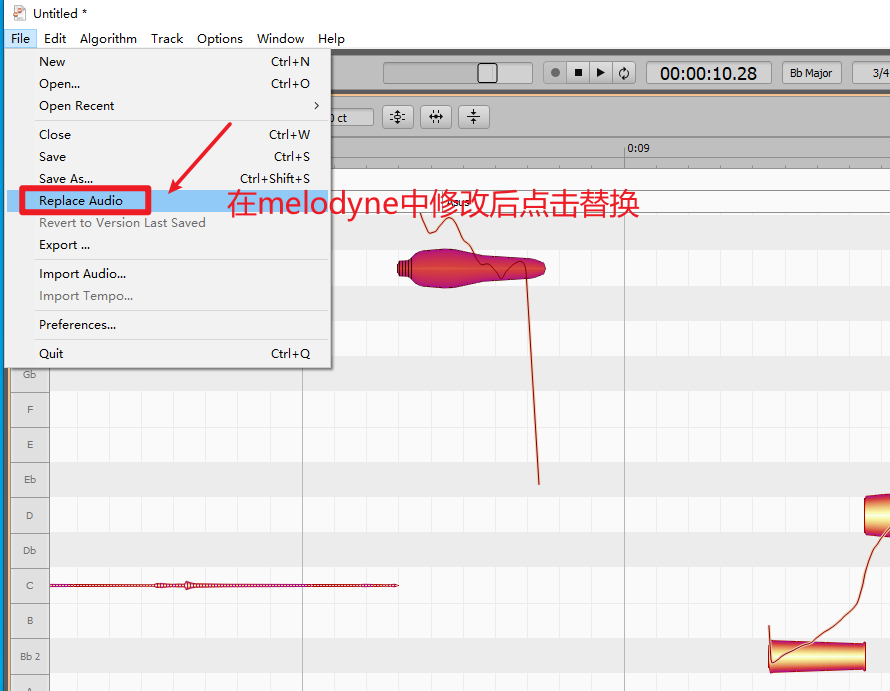 Untitled *
File Edit Algorithm Track Options Window Help
New Ctrl+N
Open... Ctrl+O
Open Recent
Close Ctrl+W
Save Ctrl+S
Save As... Ctrl+Shift+S
Replace Audio
Revert to Version Last Saved
Export ...
Import Audio...
Import Tempo...
Preferences...
Quit Ctrl+Q
00:00:10.28
Bb Major
3/4
0 ct
0:09
在melodyne中修改后点击替换
Gb
F
E
Eb
D
Db
C
B
Bb 2